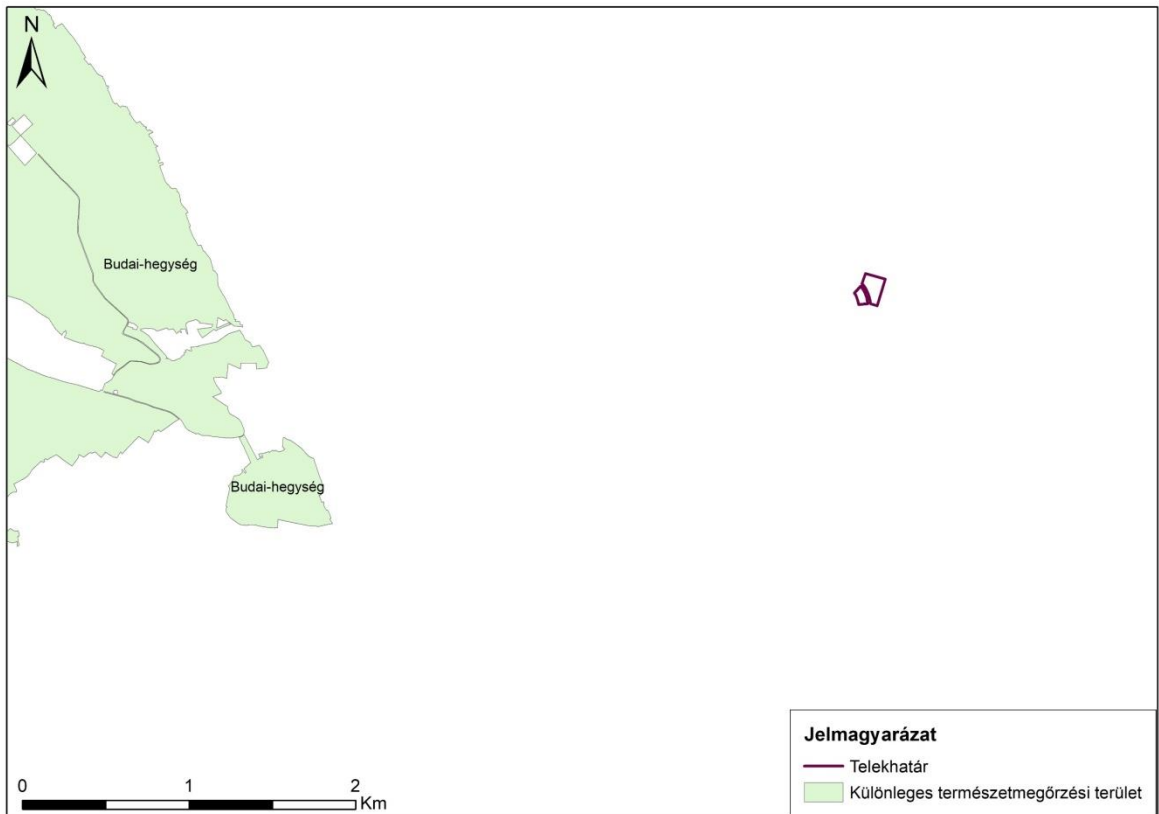 N
Budai-hegység
Budai-hegység
Jelmagyarázat
Telekhatár
Különleges természetmegőrzési terület
0 1 2
Km